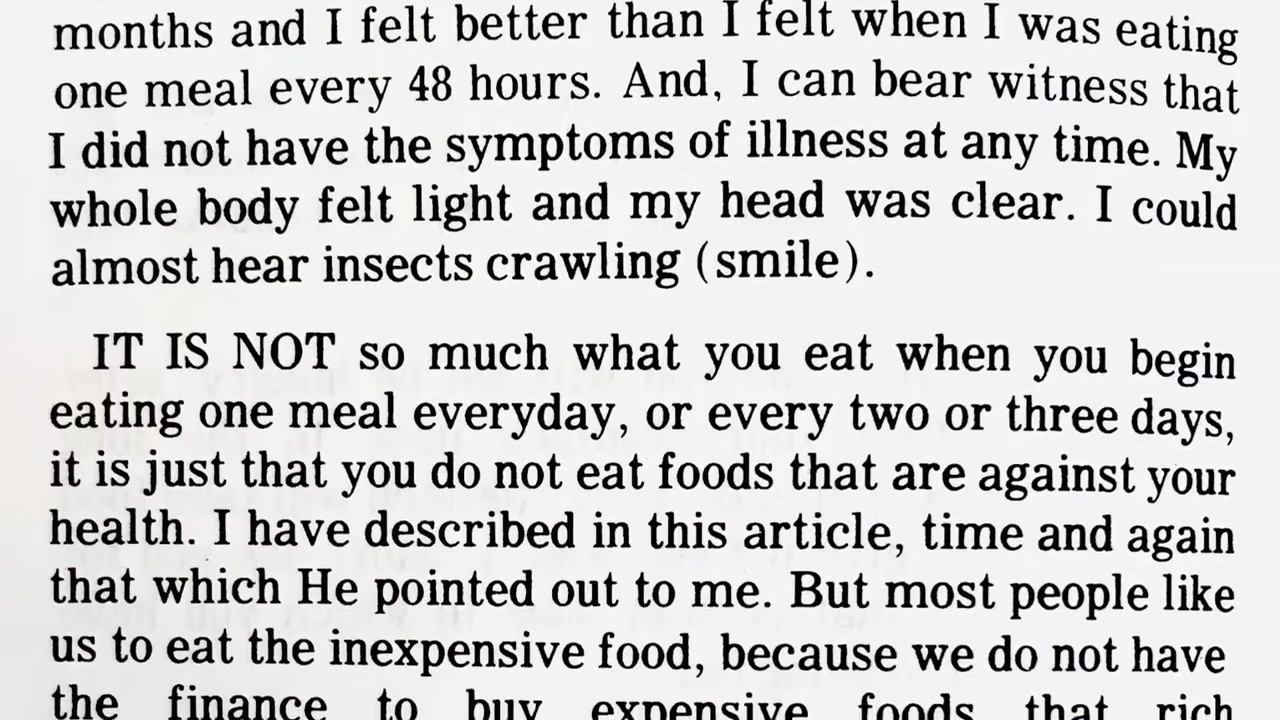 months and I felt better than I felt when I was eating
one meal every 48 hours. And, I can bear witness that
I did not have the symptoms of illness at any time. My
whole body felt light and my head was clear. I could
almost hear insects crawling (smile).
IT IS NOT so much what you eat when you begin
eating one meal everyday, or every two or three days,
it is just that you do not eat foods that are against your
health. I have described in this article, time and again
that which He pointed out to me. But most people like
us to eat the inexpensive food, because we do not have
the finance to buy expensive foods that rich